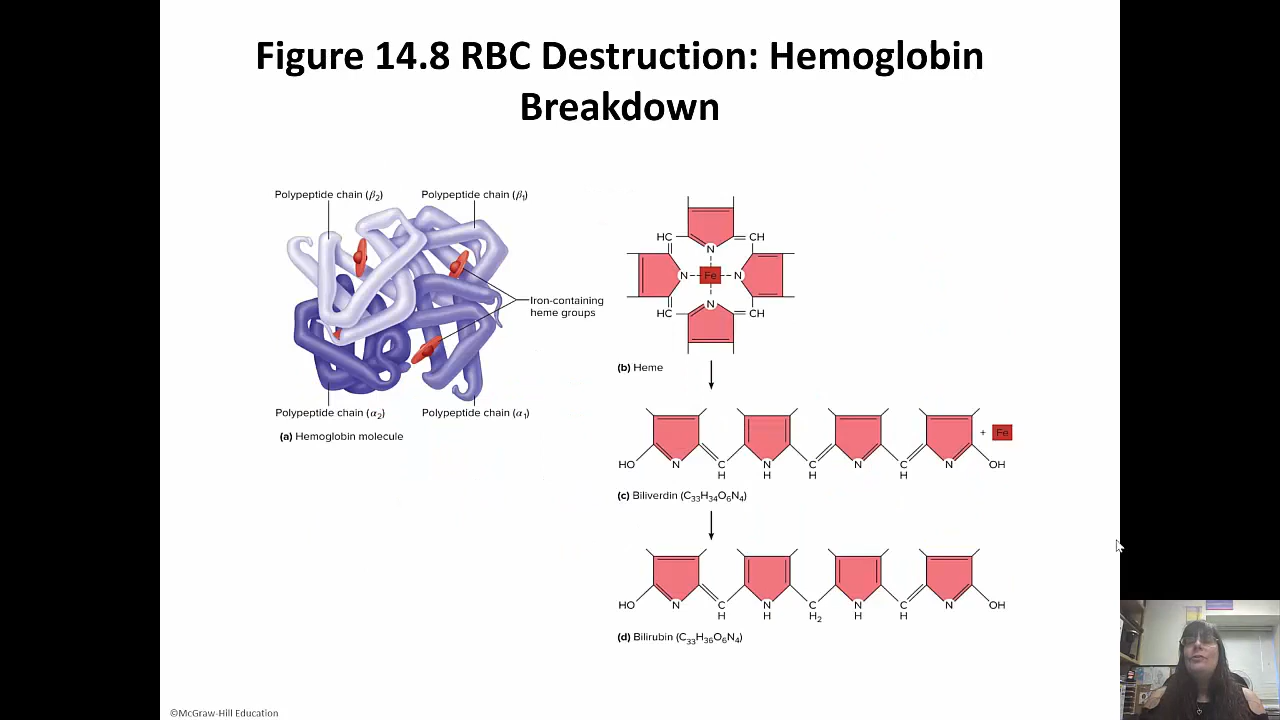 Figure 14.8 RBC Destruction: Hemoglobin
Breakdown
Polypeptide chain (β₂)
Polypeptide chain (β₁)
Iron-containing
heme groups
Polypeptide chain (α₂)
Polypeptide chain (α₁)
(a) Hemoglobin molecule
HC
CH
N
N
Fe
N
N
HC
CH
(b) Heme
+ Fe
HO
N
C
H
N
H
C
H
N
C
H
N
OH
(c) Biliverdin (C₃₃H₃₄O₆N₄)
HO
N
C
H
N
H
C
H₂
N
H
C
H
N
OH
(d) Bilirubin (C₃₃H₃₆O₆N₄)
©McGraw-Hill Education